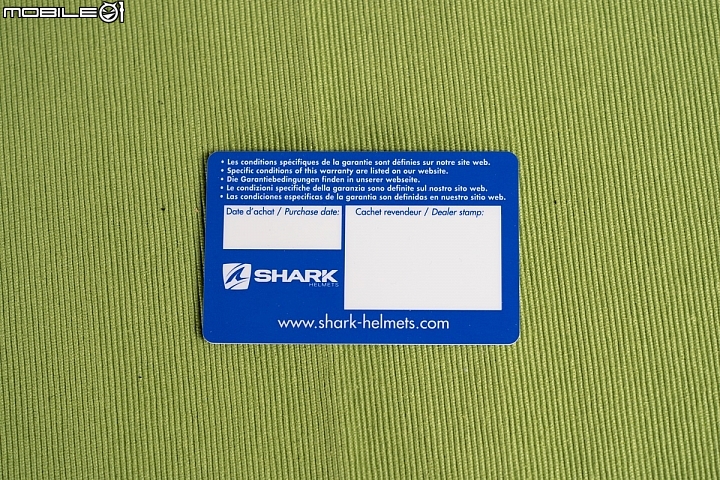 MOBILE01
• Les conditions spécifiques de la garantie sont définies sur notre site web.
• Specific conditions of this warranty are listed on our website.
• Die Garantiebedingungen finden in unserer webseite.
• Le condizioni specifiche della garanzia sono definite sul nostro sito web.
• Las condiciones especificas de la garantia son definidas en nuestro sitio web.
Date d'achat / Purchase date:
Cachet revendeur / Dealer stamp:
SHARK
HELMETS
www.shark-helmets.com